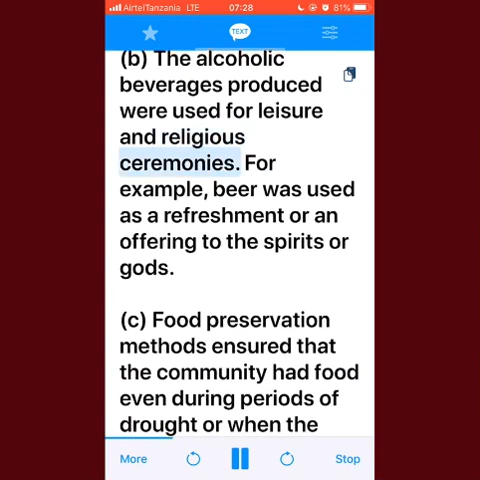 AirtelTanzania LTE 07:28 81%
TEXT
(b) The alcoholic
beverages produced
were used for leisure
and religious
ceremonies. For
example, beer was used
as a refreshment or an
offering to the spirits or
gods.
(c) Food preservation
methods ensured that
the community had food
even during periods of
drought or when the
More Stop